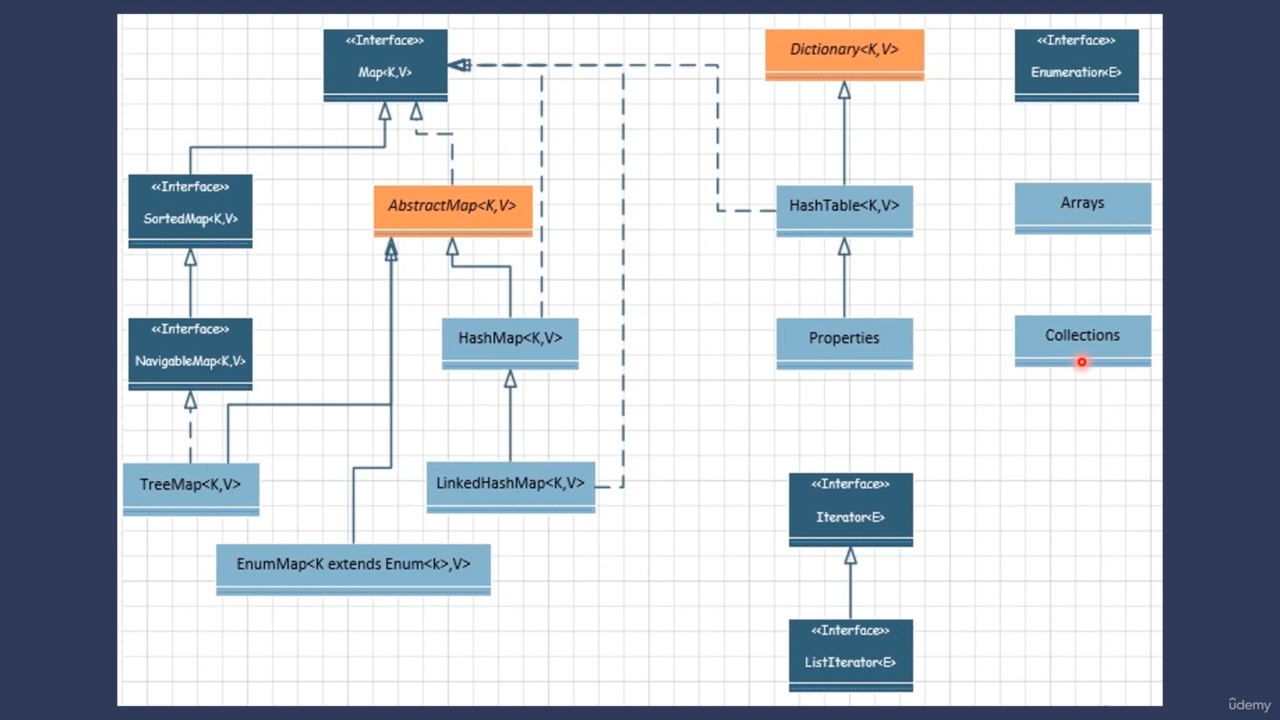 <<Interface>>
Map<K,V>
Dictionary<K,V>
<<Interface>>
Enumeration<E>
<<Interface>>
SortedMap<K,V>
AbstractMap<K,V>
HashTable<K,V>
Arrays
<<Interface>>
NavigableMap<K,V>
HashMap<K,V>
Properties
Collections
TreeMap<K,V>
LinkedHashMap<K,V>
<<Interface>>
Iterator<E>
EnumMap<K extends Enum<k>,V>
<<Interface>>
ListIterator<E>
ûdemy